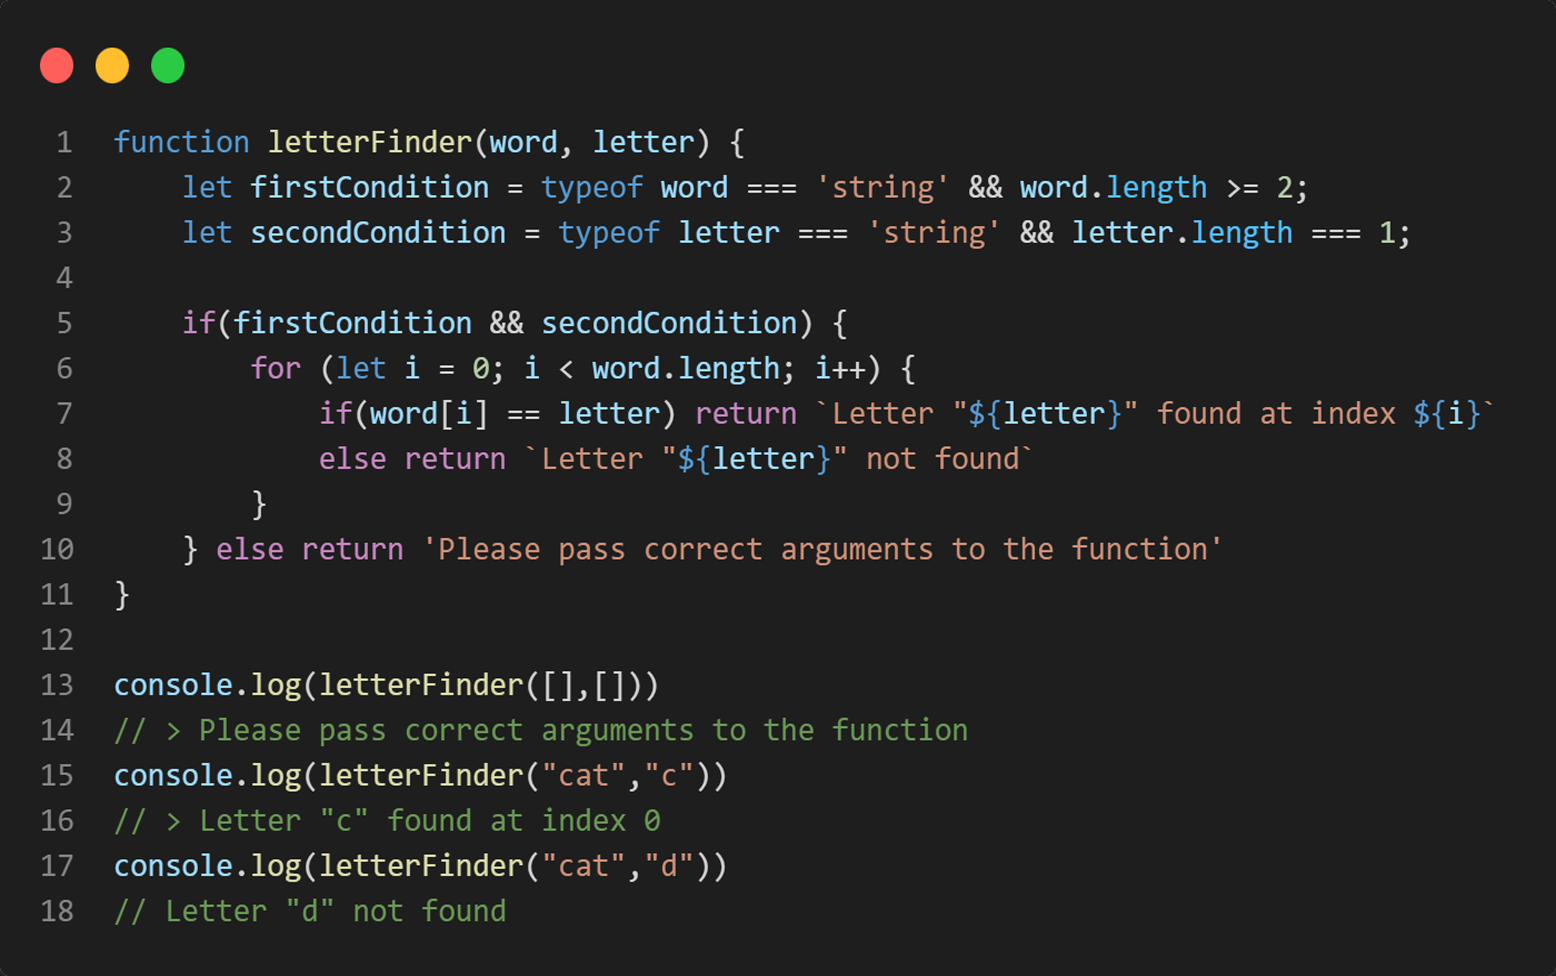 1 function letterFinder(word, letter) {
2     let firstCondition = typeof word === 'string' && word.length >= 2;
3     let secondCondition = typeof letter === 'string' && letter.length === 1;
4
5     if(firstCondition && secondCondition) {
6         for (let i = 0; i < word.length; i++) {
7             if(word[i] == letter) return `Letter "${letter}" found at index ${i}`
8             else return `Letter "${letter}" not found`
9         }
10     } else return 'Please pass correct arguments to the function'
11 }
12
13 console.log(letterFinder([],[]))
14 // > Please pass correct arguments to the function
15 console.log(letterFinder("cat","c"))
16 // > Letter "c" found at index 0
17 console.log(letterFinder("cat","d"))
18 // Letter "d" not found